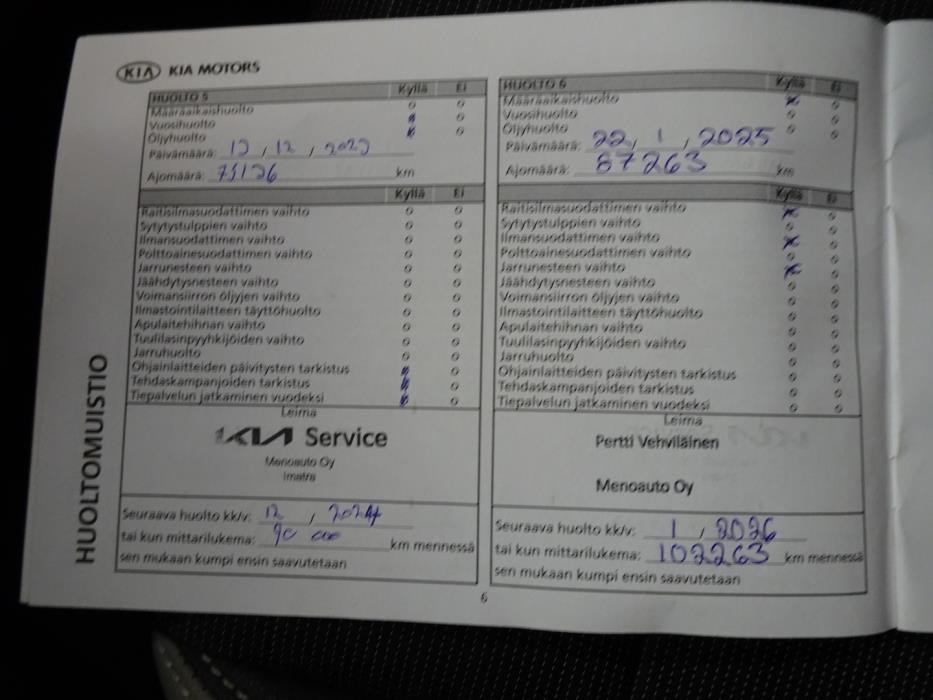 KIA KIA MOTORS
HUOLTO 5 Kyllä Ei
Määräaikaishuolto
Vuosihuolto
Öljyhuolto
Päivämäärä: , 12 ,
Ajomäärä: km
Kyllä Ei
Raitisilmasuodattimen vaihto
Sytytystulppien vaihto
Ilmansuodattimen vaihto
Polttoainesuodattimen vaihto
Jarrunesteen vaihto
Jäähdytysnesteen vaihto
Voimansiirron öljyjen vaihto
Ilmastointilaitteen täyttöhuolto
Apulaitehihnan vaihto
Tuulilasinpyyhkijöiden vaihto
Jarruhuolto
Ohjainlaitteiden päivitysten tarkistus
Tehdaskampanjoiden tarkistus
Tiepalvelun jatkaminen vuodeksi
Leima
KIA Service
Menoauto Oy
Imatra
Seuraava huolto kk/v: 12 , 2024
tai kun mittarilukema: 90 000 km mennessä
sen mukaan kumpi ensin saavutetaan
HUOLTO 6 Kyllä Ei
Määräaikaishuolto
Vuosihuolto
Öljyhuolto
Päivämäärä: 22 , 1 , 2025
Ajomäärä: 87263 km
Kyllä Ei
Raitisilmasuodattimen vaihto
Sytytystulppien vaihto
Ilmansuodattimen vaihto
Polttoainesuodattimen vaihto
Jarrunesteen vaihto
Jäähdytysnesteen vaihto
Voimansiirron öljyjen vaihto
Ilmastointilaitteen täyttöhuolto
Apulaitehihnan vaihto
Tuulilasinpyyhkijöiden vaihto
Jarruhuolto
Ohjainlaitteiden päivitysten tarkistus
Tehdaskampanjoiden tarkistus
Tiepalvelun jatkaminen vuodeksi
Leima
Pertti Vehviläinen
Menoauto Oy
Seuraava huolto kk/v: 1 , 2026
tai kun mittarilukema: 102263 km mennessä
sen mukaan kumpi ensin saavutetaan
HUOLTOMUISTIO
6